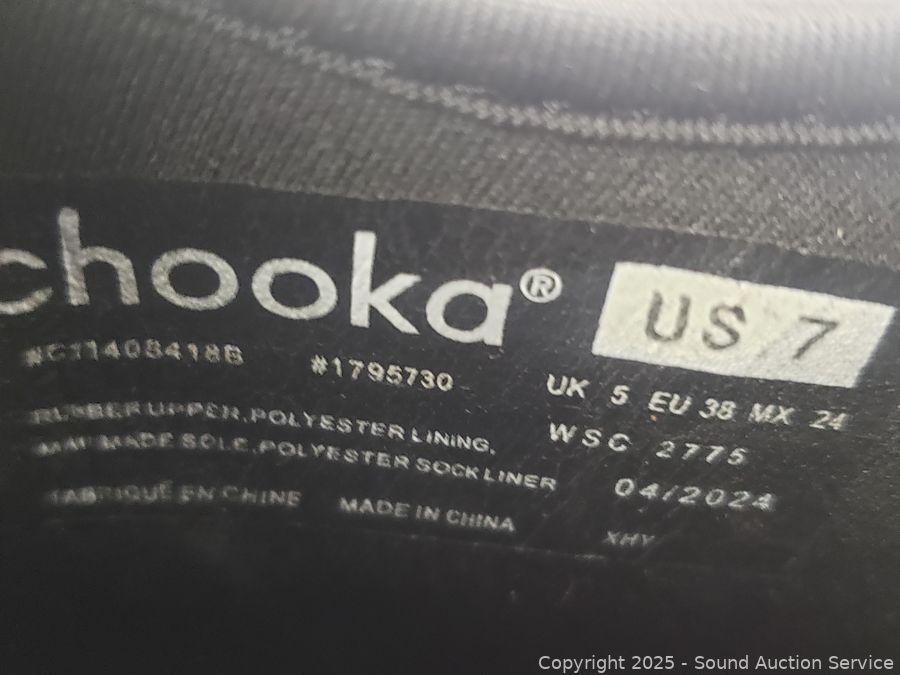 chooka® US 7
#C11408418B #1795730 UK 5 EU 38 MX 24
RUBBER UPPER, POLYESTER LINING, WSC 2775
MAN MADE SOLE, POLYESTER SOCK LINER 04/2024
FABRIQUÉ EN CHINE MADE IN CHINA XHY
Copyright 2025 - Sound Auction Service